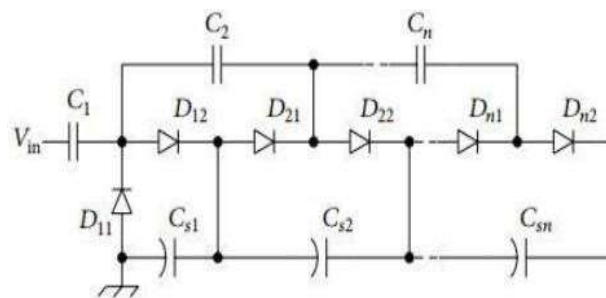 C₂ Cₙ
C₁ D₁₂ D₂₁ D₂₂ Dₙ₁ Dₙ₂
Vᵢₙ
D₁₁ Cₛ₁ Cₛ₂ Cₛₙ